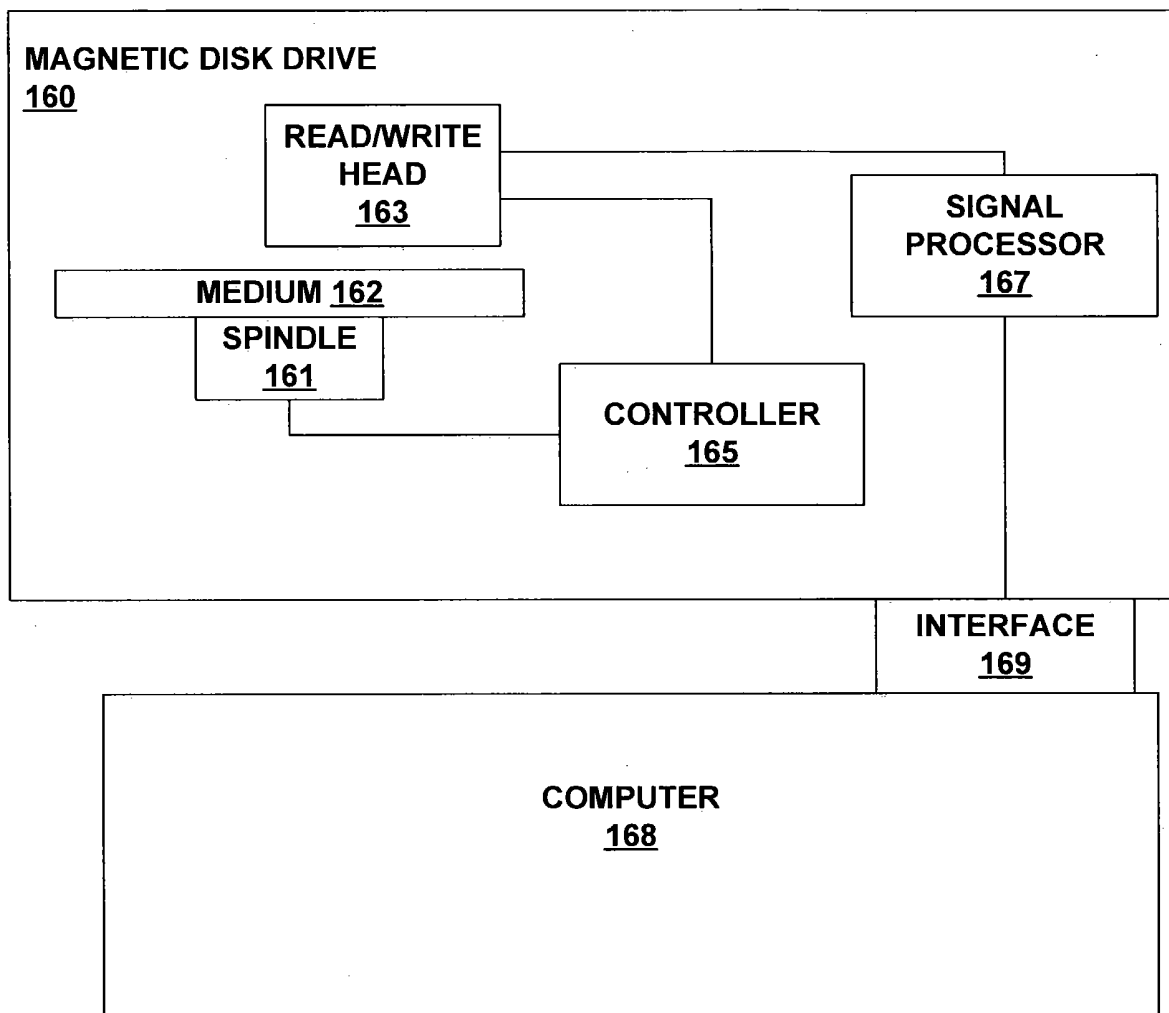 MAGNETIC DISK DRIVE
160
READ/WRITE
HEAD
163
SIGNAL
PROCESSOR
167
MEDIUM 162
SPINDLE
161
CONTROLLER
165
INTERFACE
169
COMPUTER
168